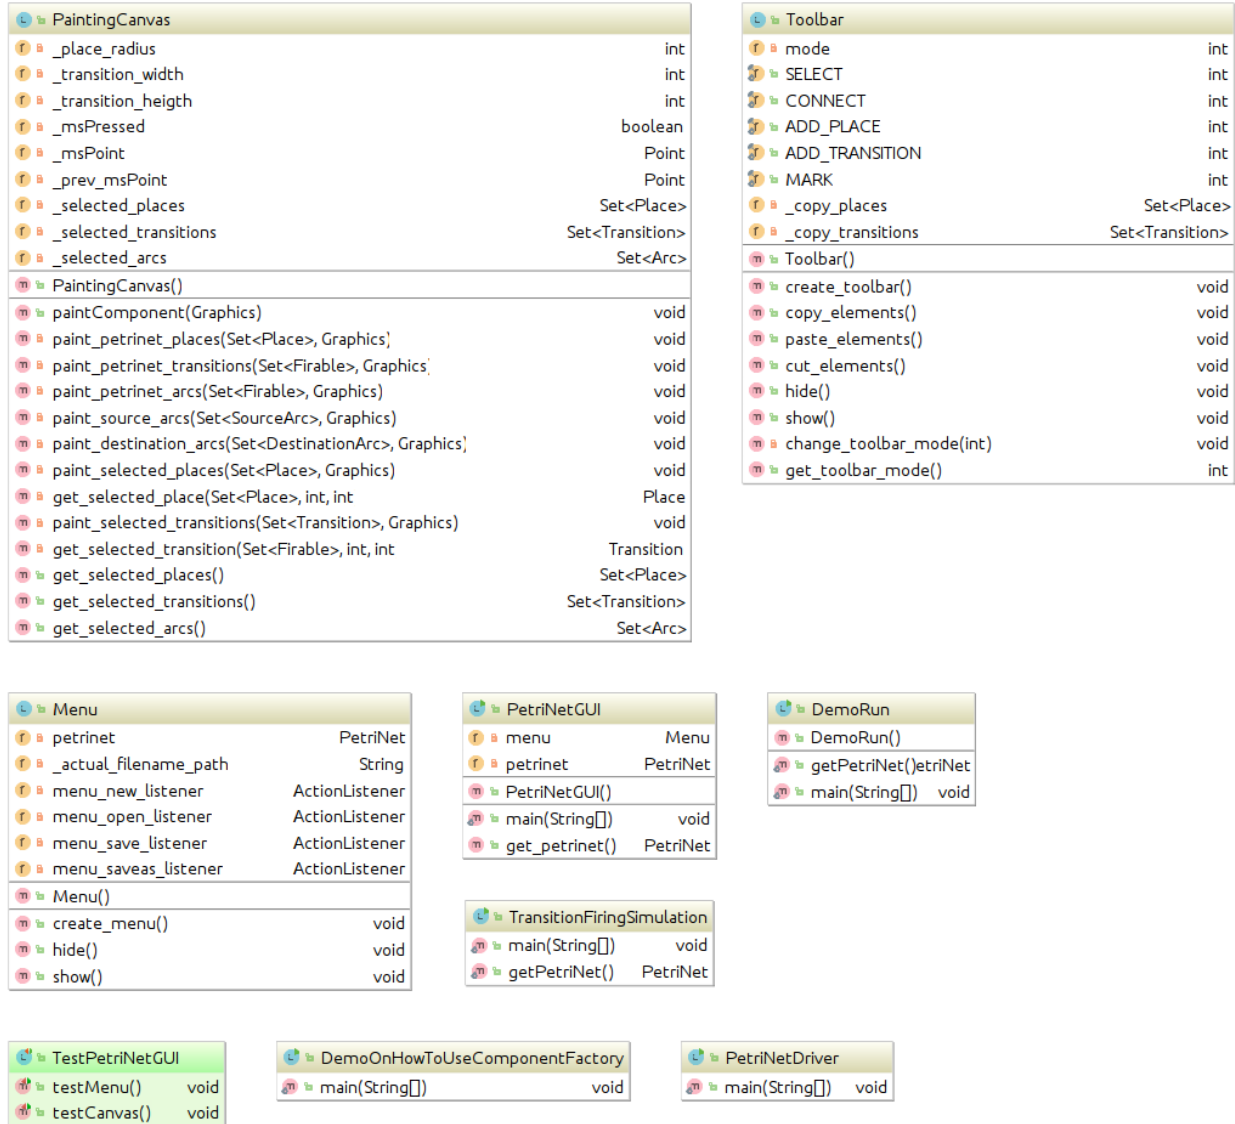 PaintingCanvas
_place_radius int
_transition_width int
_transition_heigth int
_msPressed boolean
_msPoint Point
_prev_msPoint Point
_selected_places Set<Place>
_selected_transitions Set<Transition>
_selected_arcs Set<Arc>
PaintingCanvas()
paintComponent(Graphics) void
paint_petrinet_places(Set<Place>, Graphics) void
paint_petrinet_transitions(Set<Firable>, Graphics) void
paint_petrinet_arcs(Set<Firable>, Graphics) void
paint_source_arcs(Set<SourceArc>, Graphics) void
paint_destination_arcs(Set<DestinationArc>, Graphics) void
paint_selected_places(Set<Place>, Graphics) void
get_selected_place(Set<Place>, int, int Place
paint_selected_transitions(Set<Transition>, Graphics) void
get_selected_transition(Set<Firable>, int, int Transition
get_selected_places() Set<Place>
get_selected_transitions() Set<Transition>
get_selected_arcs() Set<Arc>
Toolbar
mode int
SELECT int
CONNECT int
ADD_PLACE int
ADD_TRANSITION int
MARK int
_copy_places Set<Place>
_copy_transitions Set<Transition>
Toolbar()
create_toolbar() void
copy_elements() void
paste_elements() void
cut_elements() void
hide() void
show() void
change_toolbar_mode(int) void
get_toolbar_mode() int
Menu
petrinet PetriNet
_actual_filename_path String
menu_new_listener ActionListener
menu_open_listener ActionListener
menu_save_listener ActionListener
menu_saveas_listener ActionListener
Menu()
create_menu() void
hide() void
show() void
PetriNetGUI
menu Menu
petrinet PetriNet
PetriNetGUI()
main(String[]) void
get_petrinet() PetriNet
DemoRun
DemoRun()
getPetriNet()etriNet
main(String[]) void
TransitionFiringSimulation
main(String[]) void
getPetriNet() PetriNet
TestPetriNetGUI
testMenu() void
testCanvas() void
DemoOnHowToUseComponentFactory
main(String[]) void
PetriNetDriver
main(String[]) void